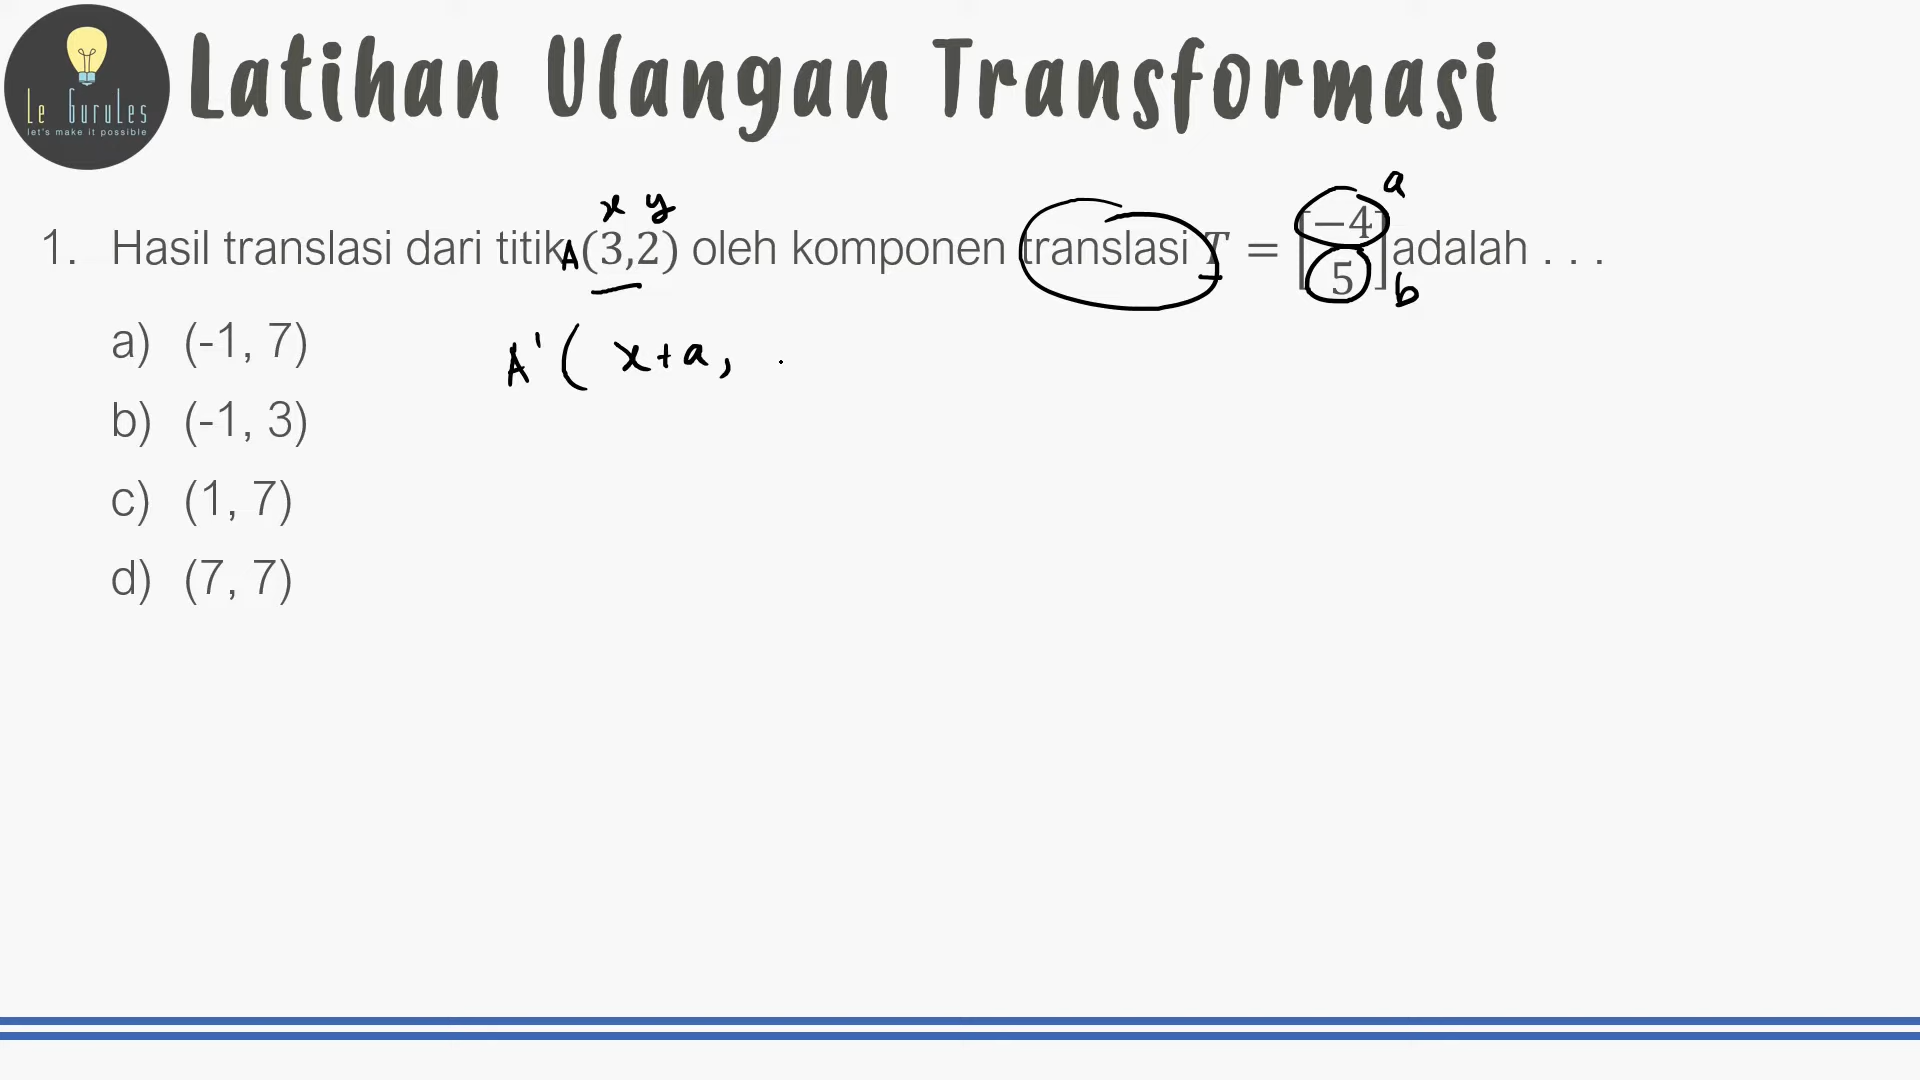 Le GuruLes
let's make it possible
Latihan Ulangan Transformasi
x y
a
1. Hasil translasi dari titik A (3,2) oleh komponen translasi T = [−4 5] adalah . . .
b
a) (-1, 7)
A' ( x+a, .
b) (-1, 3)
c) (1, 7)
d) (7, 7)